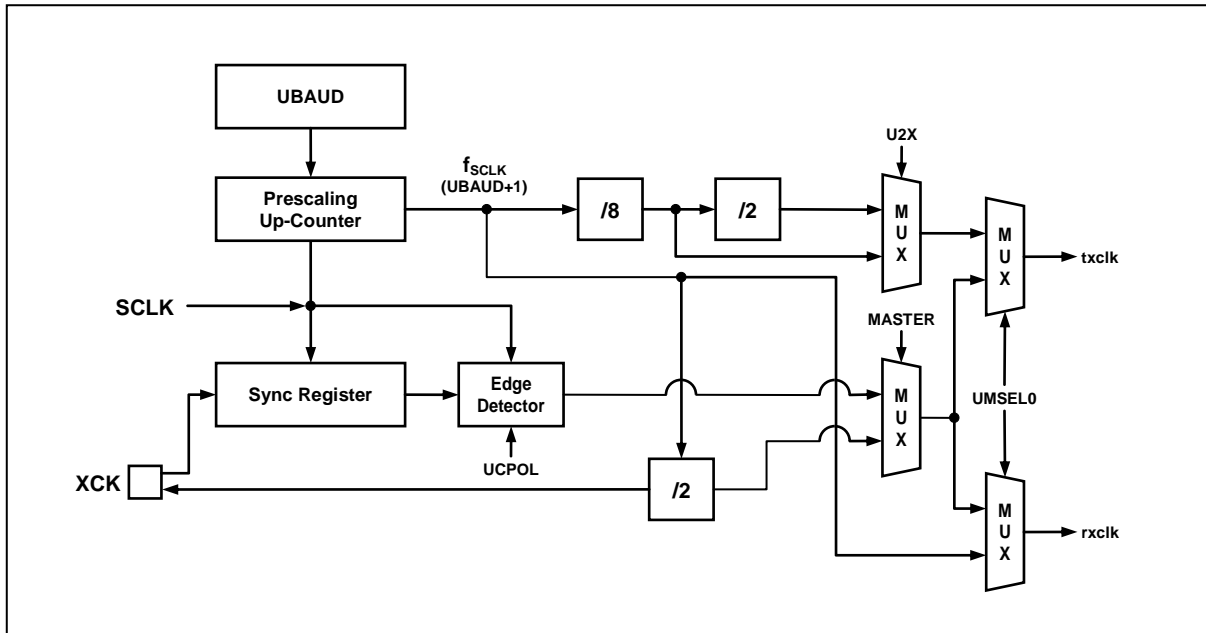 UBAUD
U2X
fSCLK
(UBAUD+1)
Prescaling
Up-Counter
/8
/2
M
U
X
M
U
X
txclk
SCLK
MASTER
Sync Register
Edge
Detector
M
U
X
UMSEL0
UCPOL
XCK
/2
M
U
X
rxclk